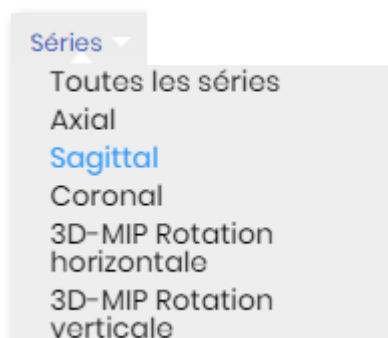 Séries
Toutes les séries
Axial
Sagittal
Coronal
3D-MIP Rotation
horizontale
3D-MIP Rotation
verticale